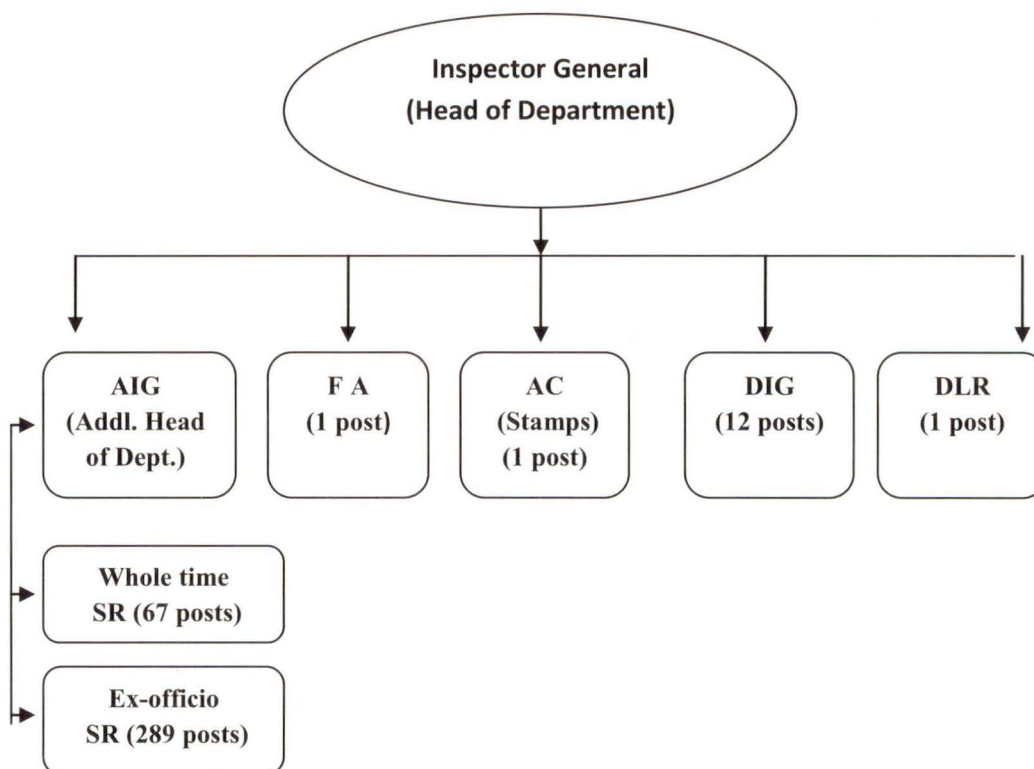 Inspector General
(Head of Department)
AIG
(Addl. Head
of Dept.)
F A
(1 post)
AC
(Stamps)
(1 post)
DIG
(12 posts)
DLR
(1 post)
Whole time
SR (67 posts)
Ex-officio
SR (289 posts)